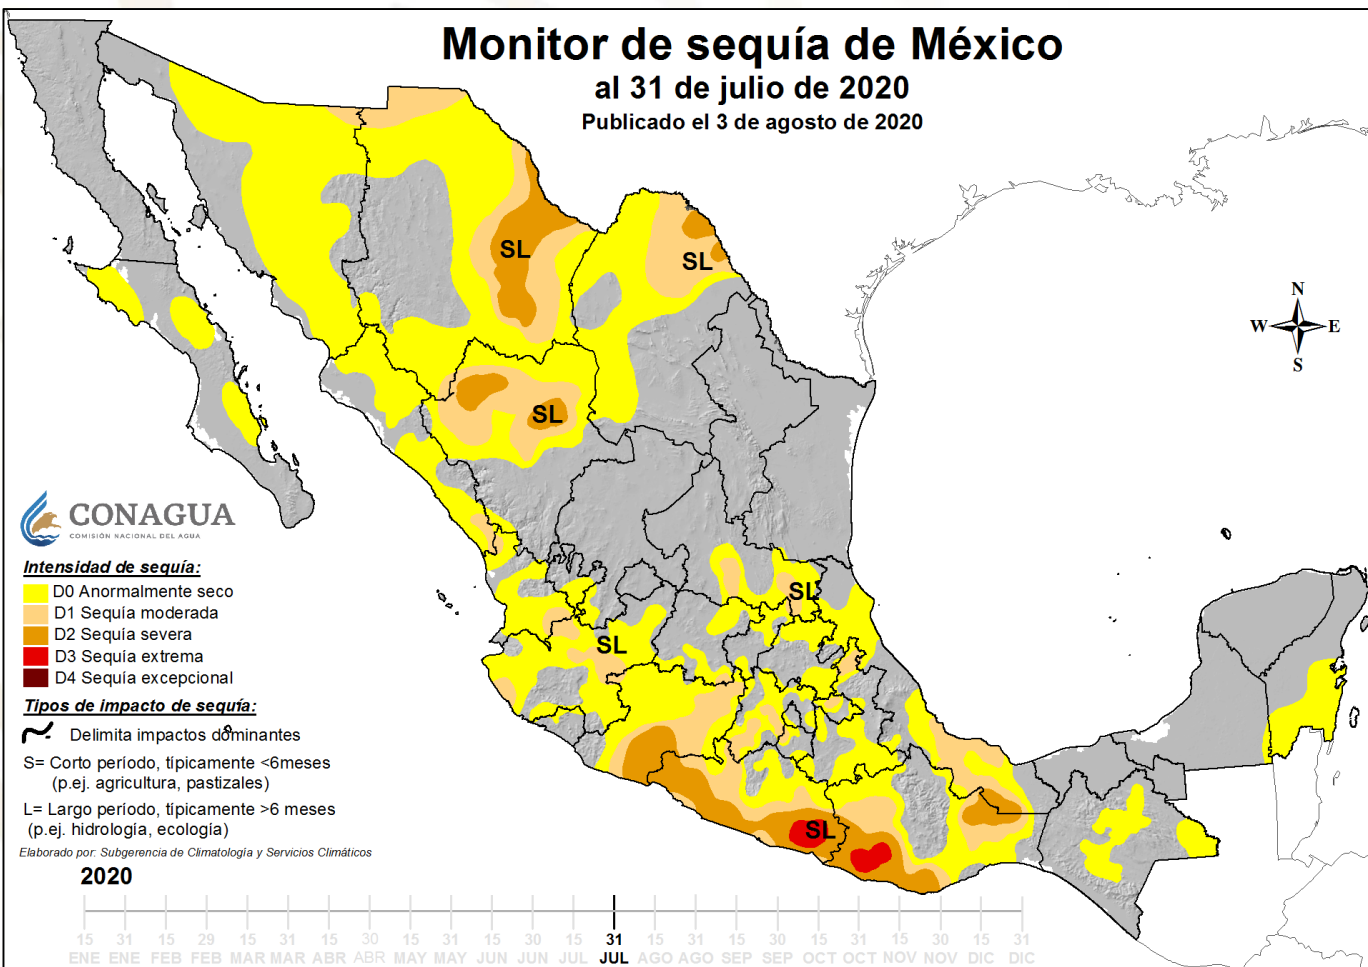 Monitor de sequía de México
al 31 de julio de 2020
Publicado el 3 de agosto de 2020
SL
SL
N
W E
S
SL
CONAGUA
COMISIÓN NACIONAL DEL AGUA
Intensidad de sequía:
D0 Anormalmente seco
D1 Sequía moderada
D2 Sequía severa
D3 Sequía extrema
D4 Sequía excepcional
SL
SL
Tipos de impacto de sequía:
Delimita impactos dominantes
S= Corto período, típicamente <6meses
(p.ej. agricultura, pastizales)
L= Largo período, típicamente >6 meses
(p.ej. hidrología, ecología)
SL
Elaborado por: Subgerencia de Climatología y Servicios Climáticos
2020
15 31 15 29 15 31 15 30 15 31 15 30 15 31 15 31 15 30 15 31 15 30 15 31
ENE ENE FEB FEB MAR MAR ABR ABR MAY MAY JUN JUN JUL JUL AGO AGO SEP SEP OCT OCT NOV NOV DIC DIC